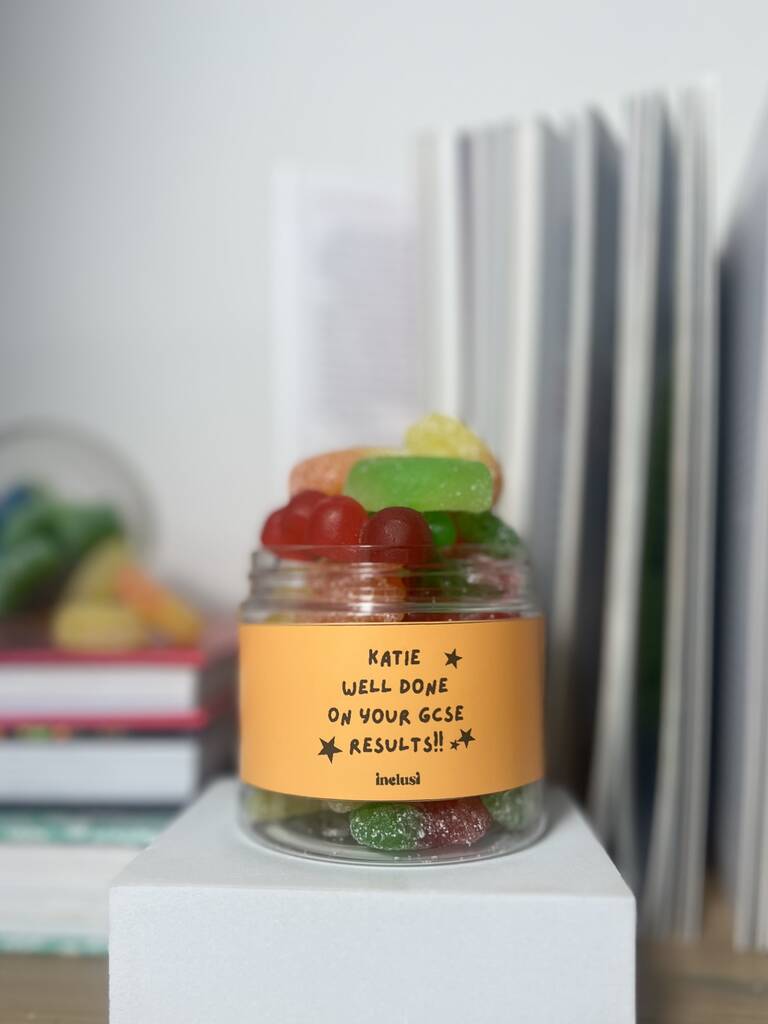 KATIE
WELL DONE
ON YOUR GCSE
RESULTS!!
inclusi